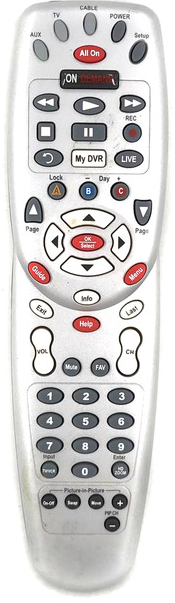 CABLE
TV POWER
AUX Setup
All On
ON DEMAND
REC
My DVR LIVE
Lock - Day +
A B C
Page Page
OK
Select
Guide Menu
Info
Exit Last
Help
VOL CH
Mute FAV
1 2 3
4 5 6
7 8 9
Input Enter
TV/VCR 0 HD ZOOM
Picture-in-Picture
On-Off Swap Move +
PIP CH
-